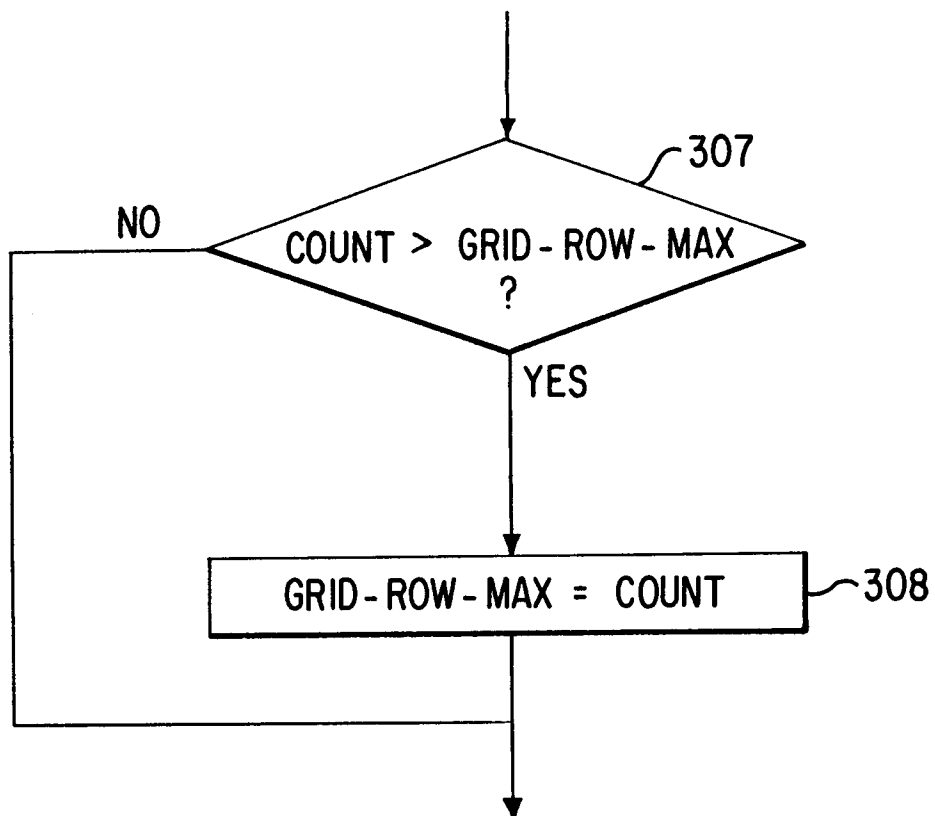 307
NO
COUNT > GRID-ROW-MAX
?
YES
GRID-ROW-MAX = COUNT
308